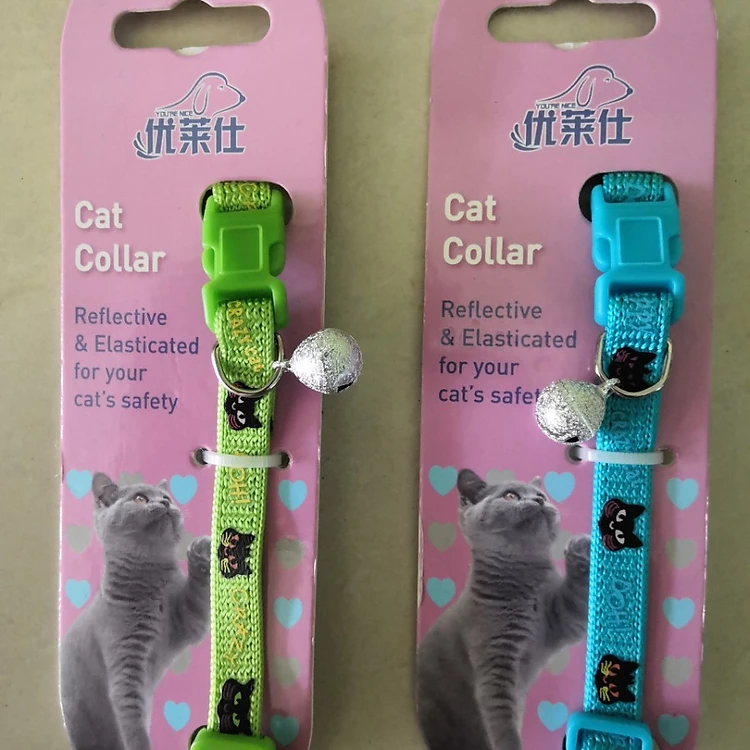 YOU'RE NICE
优莱仕
Cat
Collar
Reflective
& Elasticated
for your
cat's safety
YOU'RE NICE
优莱仕
Cat
Collar
Reflective
& Elasticated
for your
cat's safet
OOH!